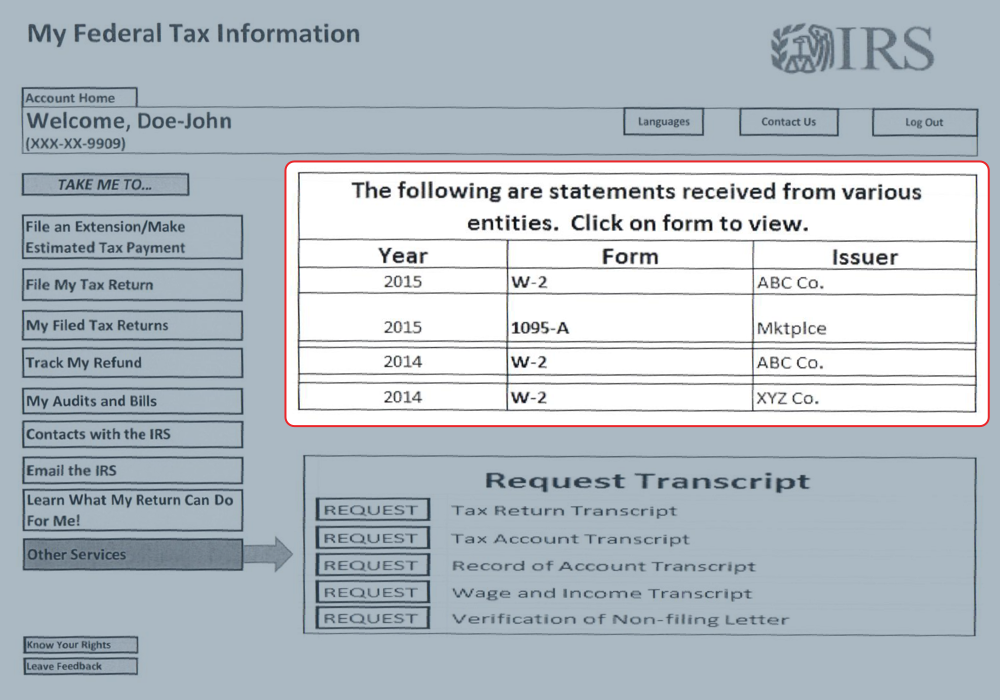 My Federal Tax Information
IRS
Account Home
Welcome, Doe-John
(XXX-XX-9909)
Languages
Contact Us
Log Out
TAKE ME TO...
File an Extension/Make
Estimated Tax Payment
File My Tax Return
My Filed Tax Returns
Track My Refund
My Audits and Bills
Contacts with the IRS
Email the IRS
Learn What My Return Can Do
For Me!
Other Services
Know Your Rights
Leave Feedback
The following are statements received from various
entities. Click on form to view.
Year Form Issuer
2015 W-2 ABC Co.
2015 1095-A Mktplce
2014 W-2 ABC Co.
2014 W-2 XYZ Co.
Request Transcript
REQUEST Tax Return Transcript
REQUEST Tax Account Transcript
REQUEST Record of Account Transcript
REQUEST Wage and Income Transcript
REQUEST Verification of Non-filing Letter